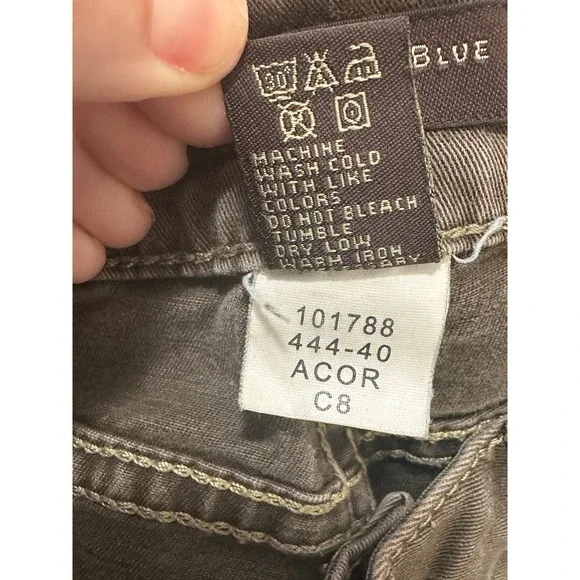 BLUE
30°
MACHINE
WASH COLD
WITH LIKE
COLORS
DO NOT BLEACH
TUMBLE
DRY LOW
WARM IRON
101788
444-40
ACOR
C8